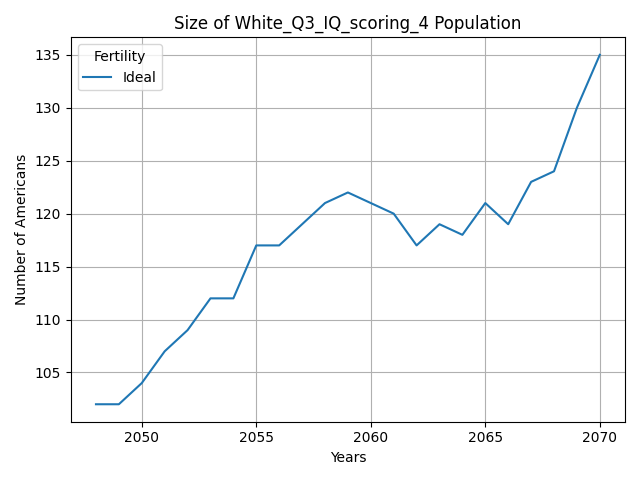 Size of White_Q3_IQ_scoring_4 Population
Fertility
Ideal
Number of Americans
135
130
125
120
115
110
105
2050 2055 2060 2065 2070
Years